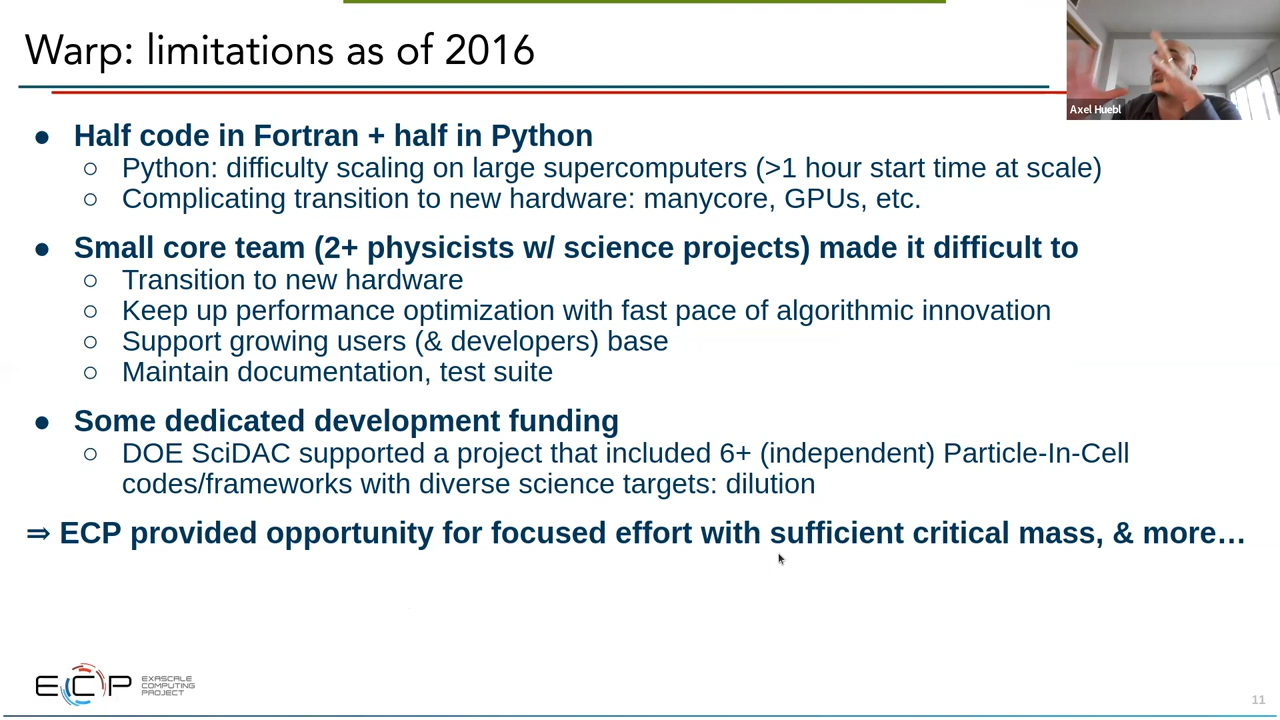 Warp: limitations as of 2016
Axel Huebl
● Half code in Fortran + half in Python
○ Python: difficulty scaling on large supercomputers (>1 hour start time at scale)
○ Complicating transition to new hardware: manycore, GPUs, etc.
● Small core team (2+ physicists w/ science projects) made it difficult to
○ Transition to new hardware
○ Keep up performance optimization with fast pace of algorithmic innovation
○ Support growing users (& developers) base
○ Maintain documentation, test suite
● Some dedicated development funding
○ DOE SciDAC supported a project that included 6+ (independent) Particle-In-Cell
codes/frameworks with diverse science targets: dilution
⇒ ECP provided opportunity for focused effort with sufficient critical mass, & more…
ECP
EXASCALE
COMPUTING
PROJECT
11